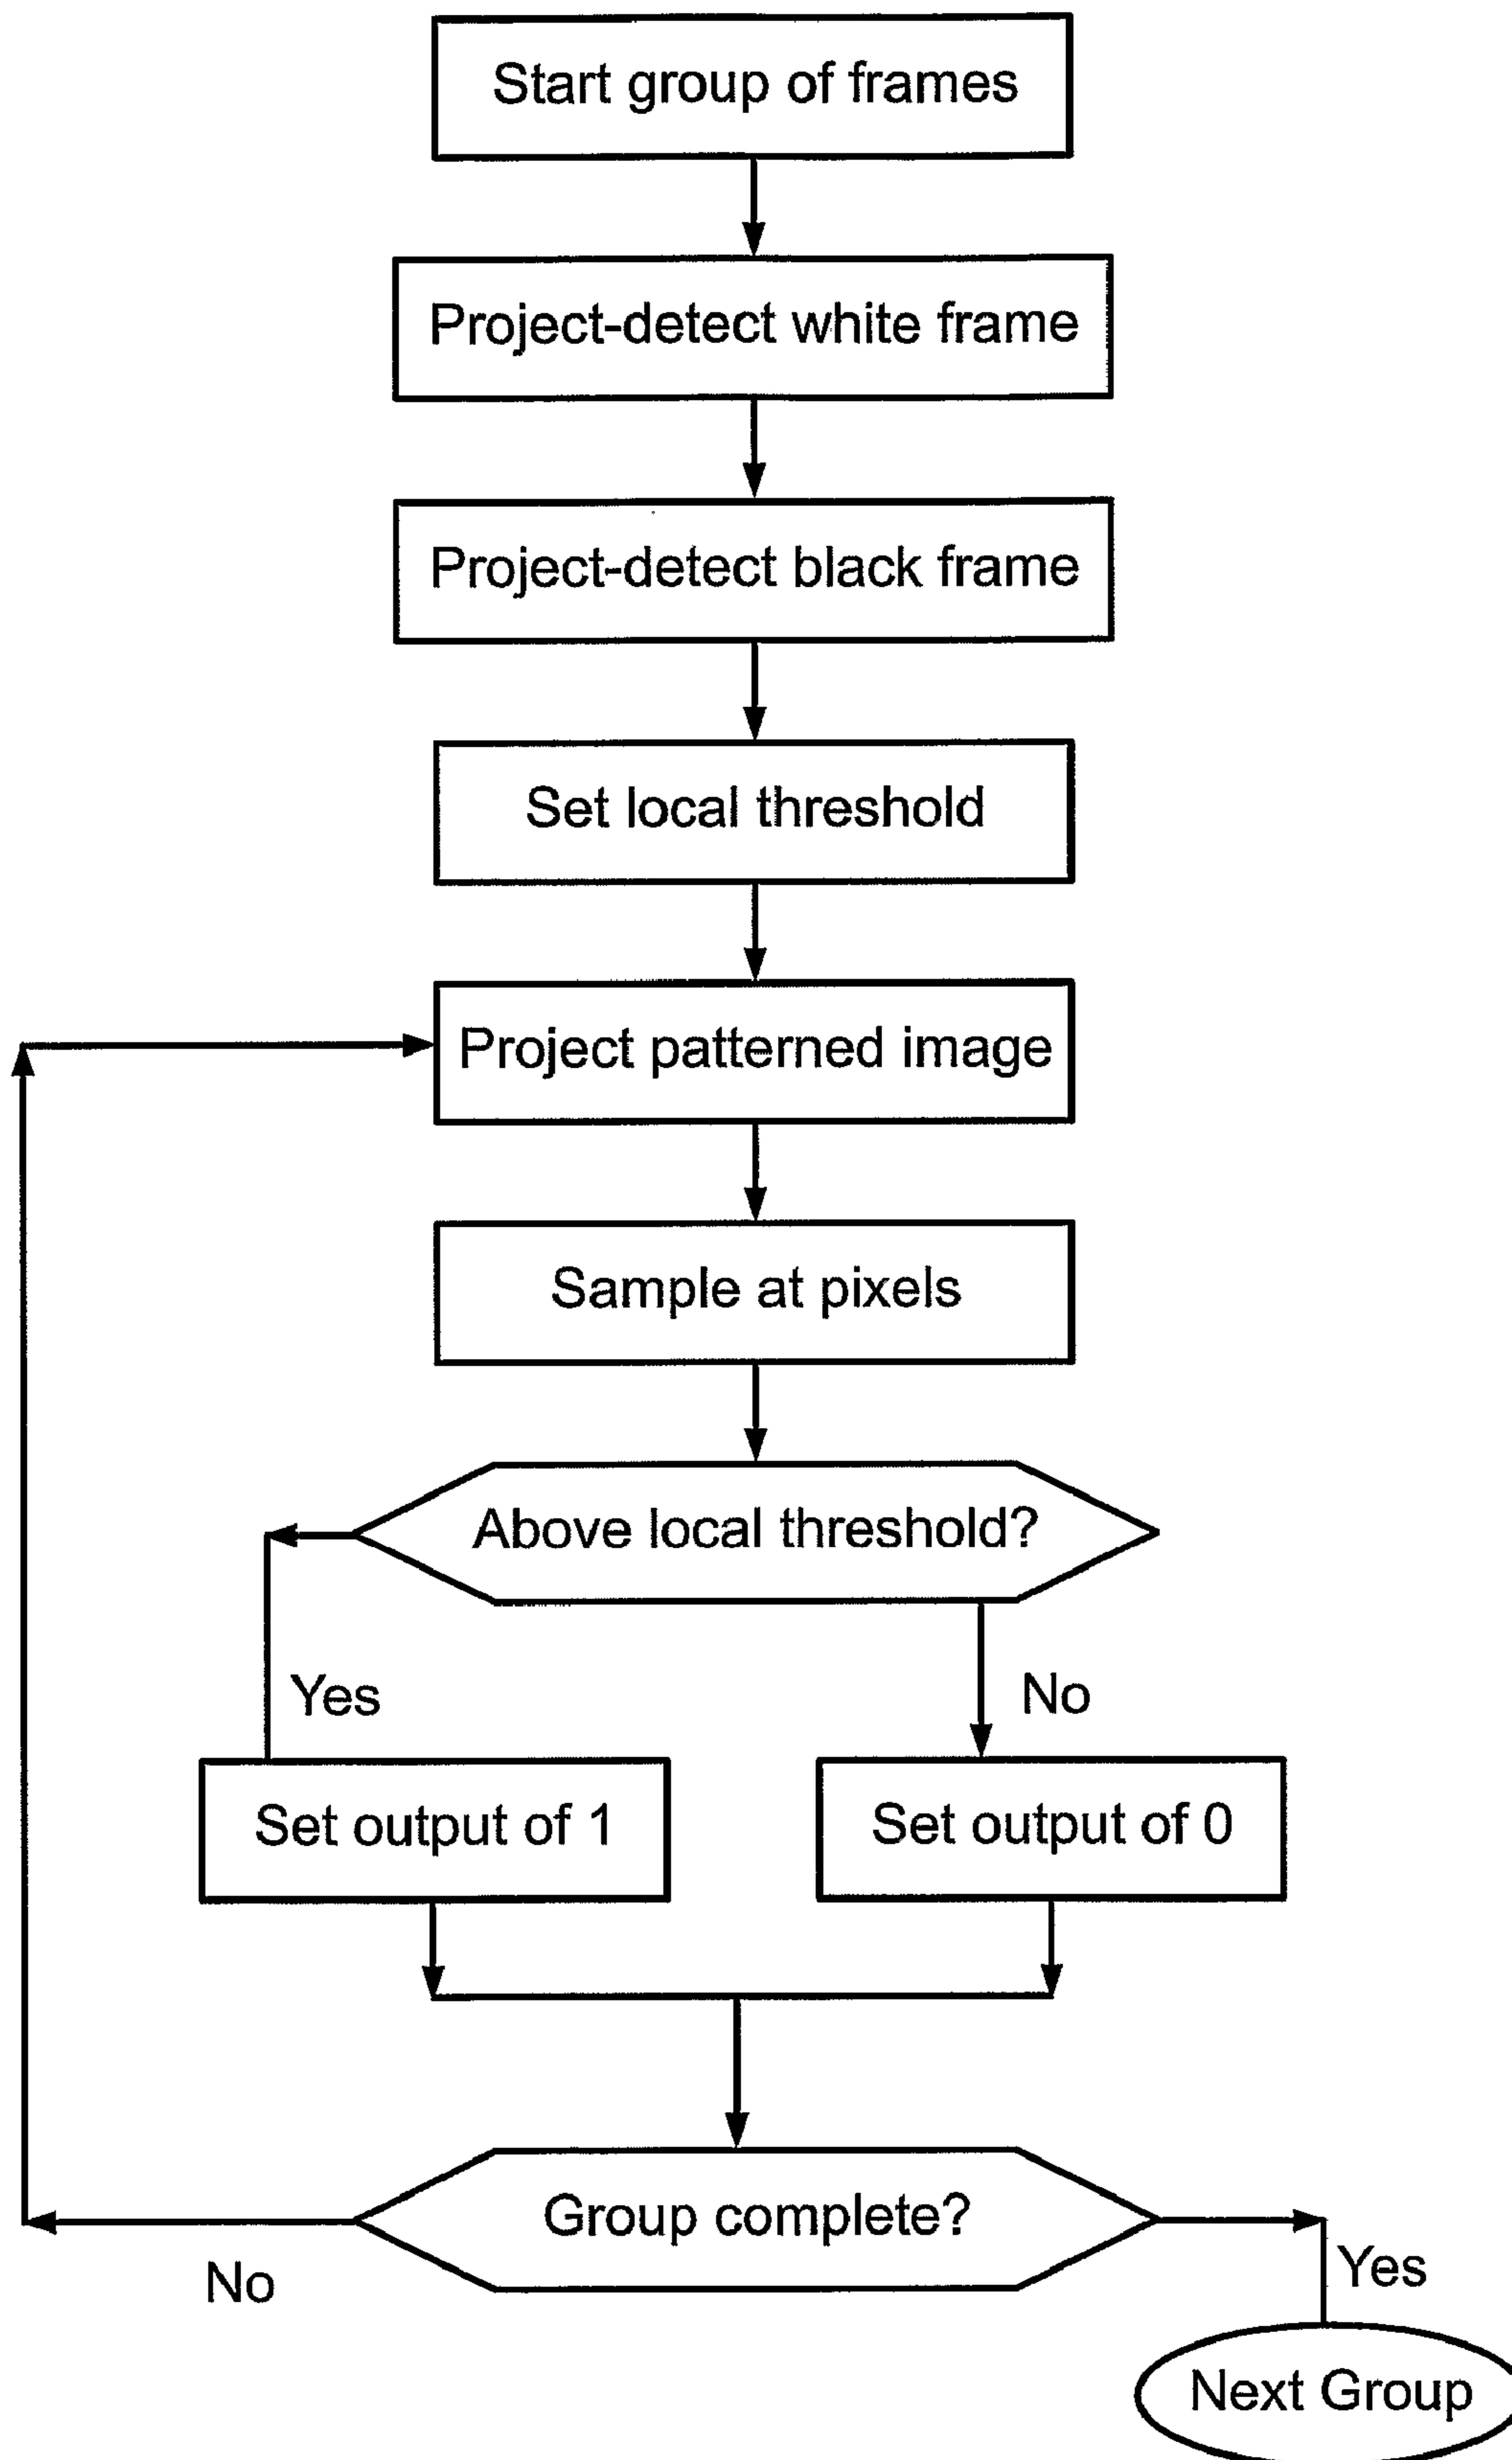 Start group of frames
Project-detect white frame
Project-detect black frame
Set local threshold
Project patterned image
Sample at pixels
Above local threshold?
Yes
No
Set output of 1
Set output of 0
Group complete?
No
Yes
Next Group